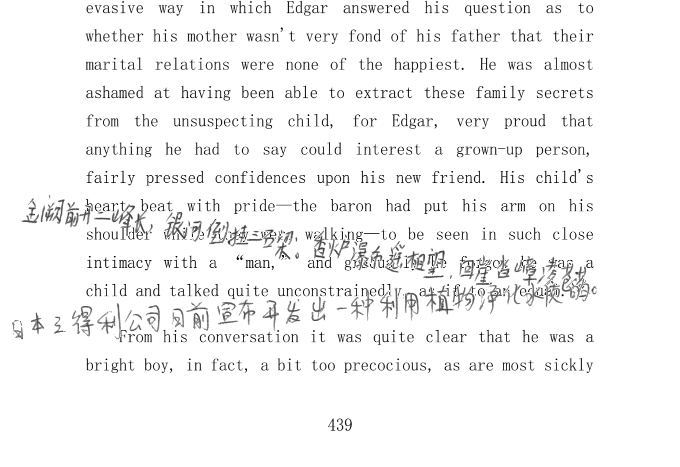 evasive way in which Edgar answered his question as to
whether his mother wasn't very fond of his father that their
marital relations were none of the happiest. He was almost
ashamed at having been able to extract these family secrets
from the unsuspecting child, for Edgar, very proud that
anything he had to say could interest a grown-up person,
fairly pressed confidences upon his new friend. His child's
heart beat with pride—the baron had put his arm on his
金阙前开二峰长，银河倒挂三石梁。香炉瀑布遥相望，回崖沓嶂凌苍苍。
shoulder while they were walking—to be seen in such close
intimacy with a “man,” and gradually he forgot he was a
child and talked quite unconstrainedly, as if to an equal.
日本三得利公司日前宣布开发出一种利用植物净化水质的
From his conversation it was quite clear that he was a
bright boy, in fact, a bit too precocious, as are most sickly
439